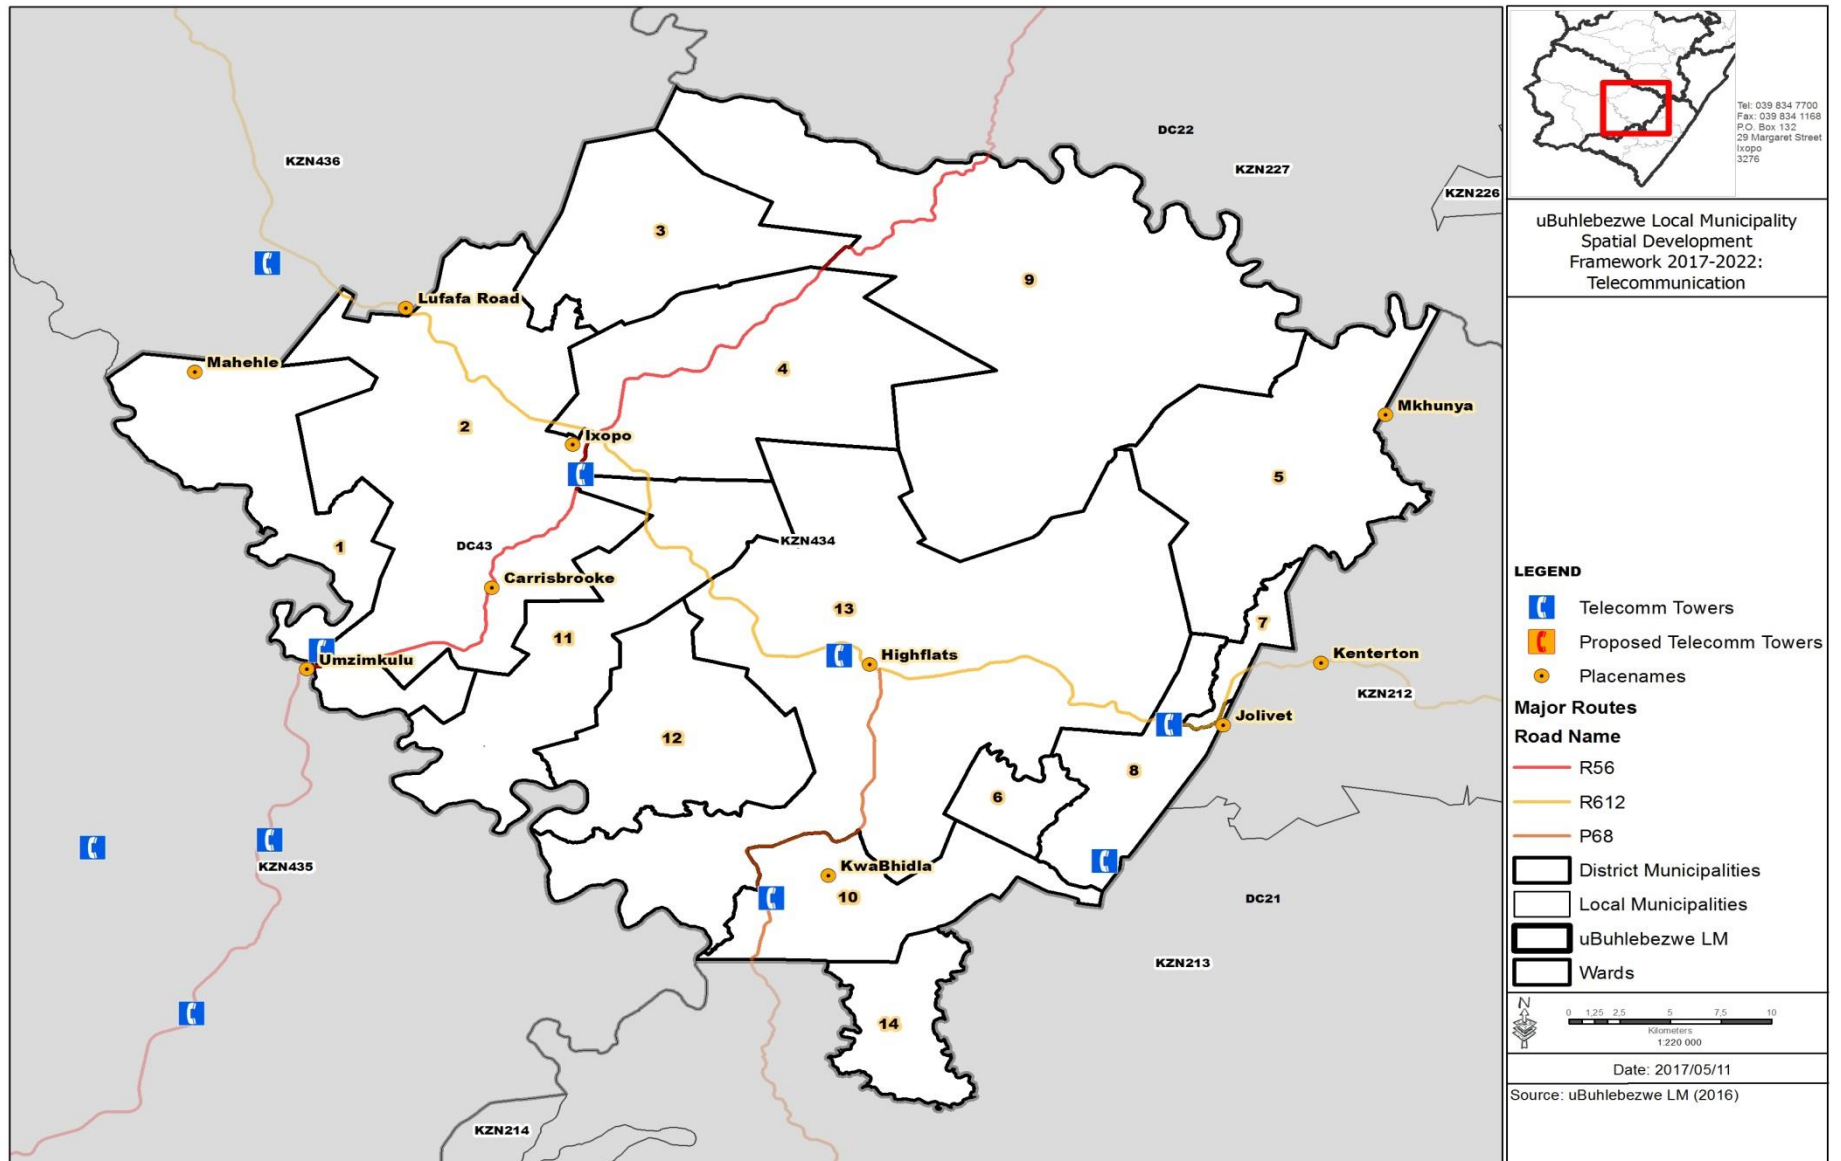 DC22
KZN436
KZN227
KZN226
3
9
Lufafa Road
Mahehle
4
Mkhunya
2
Ixopo
5
KZN434
1
DC43
Carrisbrooke
13
7
11
Highflats
Kenterton
Umzimkulu
KZN212
Jolivet
12
8
6
KZN435
KwaBhidla
10
DC21
KZN213
14
KZN214
Tel: 039 834 7700
Fax: 039 834 1168
P.O. Box 132
29 Margaret Street
Ixopo
3276
uBuhlebezwe Local Municipality
Spatial Development
Framework 2017-2022:
Telecommunication
LEGEND
Telecomm Towers
Proposed Telecomm Towers
Placenames
Major Routes
Road Name
R56
R612
P68
District Municipalities
Local Municipalities
uBuhlebezwe LM
Wards
N
0 1,25 2,5 5 7,5 10
Kilometers
1:220 000
Date: 2017/05/11
Source: uBuhlebezwe LM (2016)